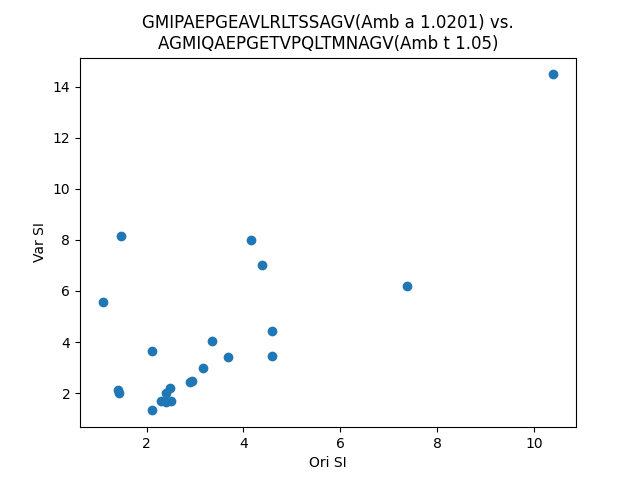 GMIPAEPGEAVLRLTSSAGV(Amb a 1.0201) vs.
AGMIQAEPGETVPQLTMNAGV(Amb t 1.05)
14
12
10
8
6
4
2
Var SI
2 4 6 8 10
Ori SI